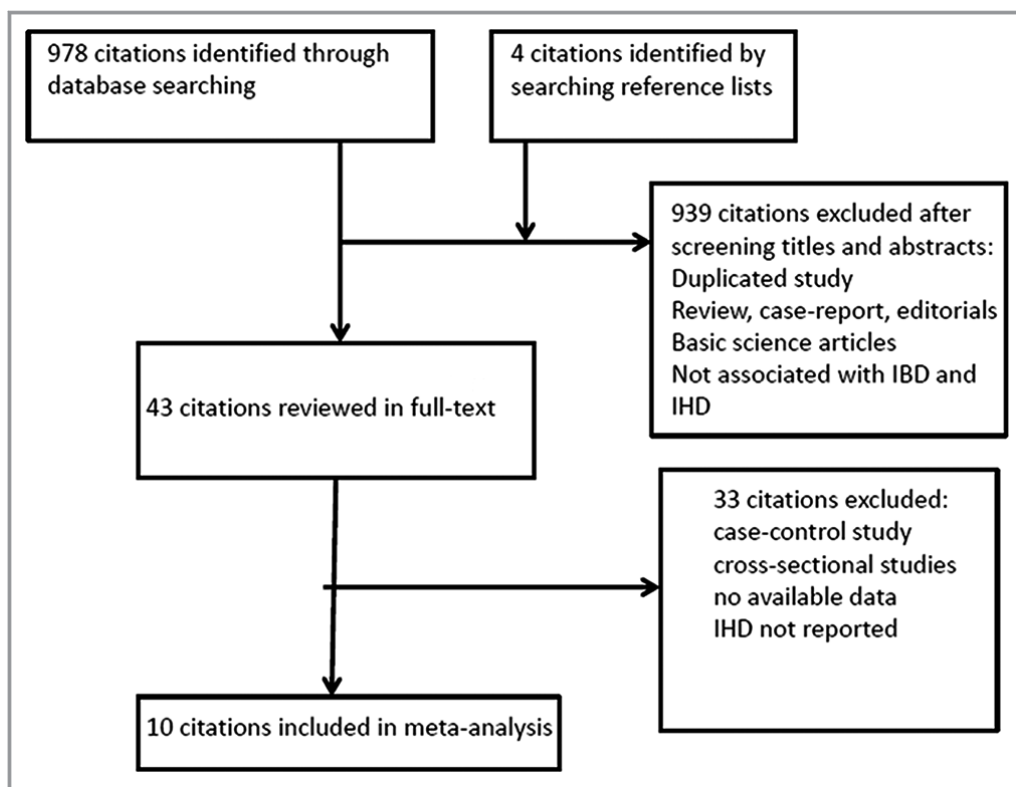 978 citations identified through
database searching
4 citations identified by
searching reference lists
939 citations excluded after
screening titles and abstracts:
Duplicated study
Review, case-report, editorials
Basic science articles
Not associated with IBD and
IHD
43 citations reviewed in full-text
33 citations excluded:
case-control study
cross-sectional studies
no available data
IHD not reported
10 citations included in meta-analysis